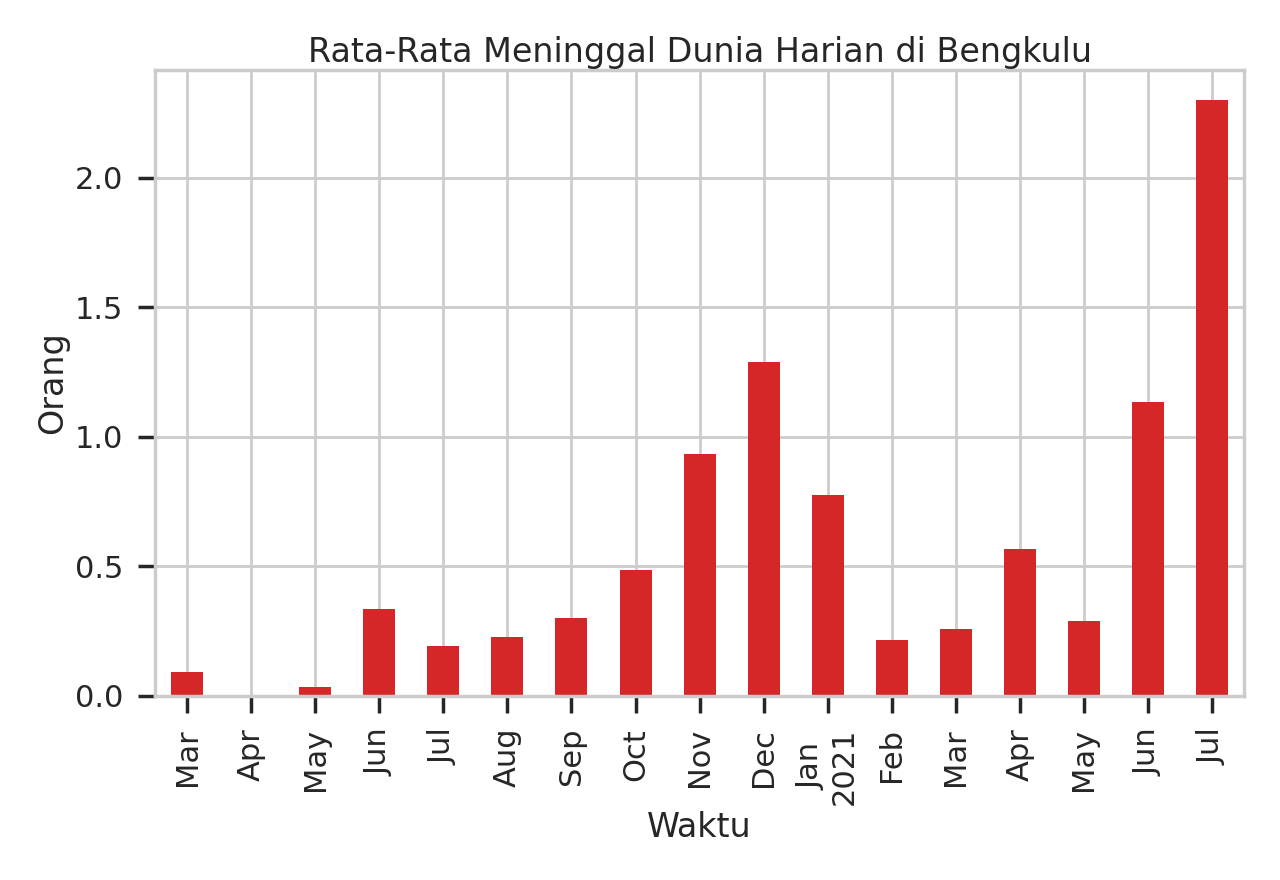 Rata-Rata Meninggal Dunia Harian di Bengkulu
Orang
2.0
1.5
1.0
0.5
0.0
Mar
Apr
May
Jun
Jul
Aug
Sep
Oct
Nov
Dec
Jan
2021
Feb
Mar
Apr
May
Jun
Jul
Waktu